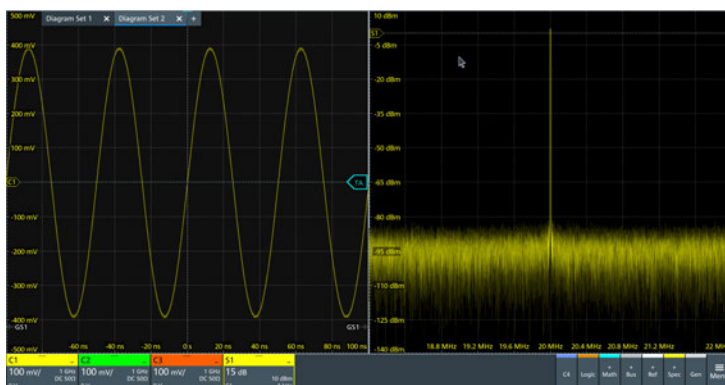 500 mV
Diagram Set 1 × Diagram Set 2 × +
10 dBm
S1
400 mV
-5 dBm
300 mV
-20 dBm
200 mV
-35 dBm
100 mV
-50 dBm
C1
TA
-65 dBm
-100 mV
-80 dBm
-200 mV
-95 dBm
-300 mV
-110 dBm
-400 mV
GS1
GS1
-125 dBm
-500 mV
-60 ns -40 ns -20 ns 0 s 20 ns 40 ns 60 ns 80 ns 100 ns
-140 dBm
18.8 MHz 19.2 MHz 19.6 MHz 20.0 MHz 20.4 MHz 20.8 MHz 21.2 MHz 22 MHz
C1 C2 C3 S1
100 mV/ 1 GHz DC 50Ω
100 mV/ 1 GHz DC 50Ω
100 mV/ 1 GHz DC 50Ω
15 dB
10 dBm
C4 Logic + Math + Bus + Ref + Spec Gen Menu